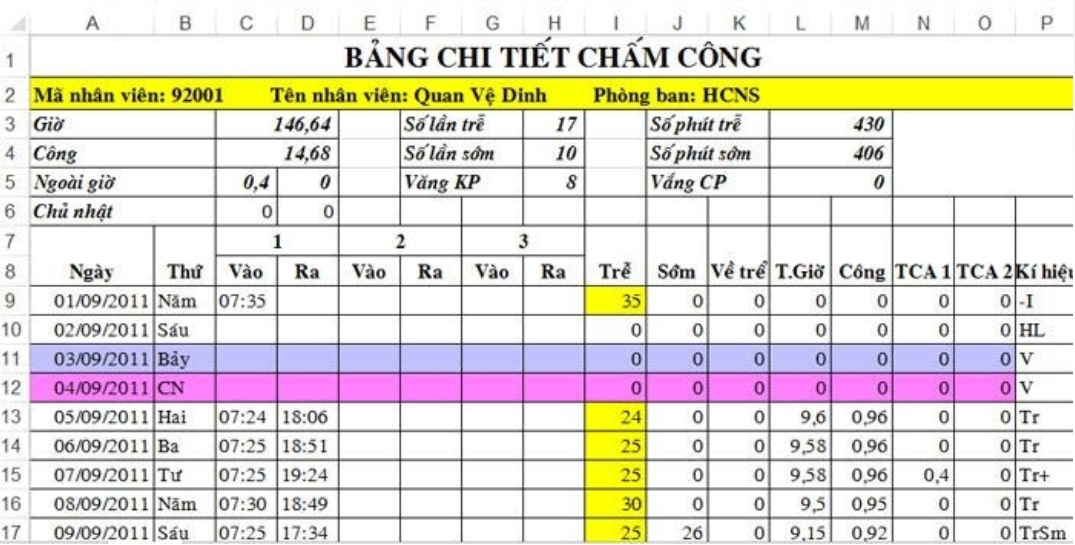 A B C D E F G H I J K L M N O P
1 BẢNG CHI TIẾT CHẤM CÔNG
2 Mã nhân viên: 92001 Tên nhân viên: Quan Vệ Dinh Phòng ban: HCNS
3 Giờ 146,64 Số lần trễ 17 Số phút trễ 430
4 Công 14,68 Số lần sớm 10 Số phút sớm 406
5 Ngoài giờ 0,4 0 Văng KP 8 Vắng CP 0
6 Chủ nhật 0 0
7 1 2 3
8 Ngày Thứ Vào Ra Vào Ra Vào Ra Trễ Sớm Về trể T.Giờ Công TCA 1 TCA 2 Kí hiệu
9 01/09/2011 Năm 07:35 35 0 0 0 0 0 0 -I
10 02/09/2011 Sáu 0 0 0 0 0 0 0 HL
11 03/09/2011 Bảy 0 0 0 0 0 0 0 V
12 04/09/2011 CN 0 0 0 0 0 0 0 V
13 05/09/2011 Hai 07:24 18:06 24 0 0 9,6 0,96 0 0 Tr
14 06/09/2011 Ba 07:25 18:51 25 0 0 9,58 0,96 0 0 Tr
15 07/09/2011 Tư 07:25 19:24 25 0 0 9,58 0,96 0,4 0 Tr+
16 08/09/2011 Năm 07:30 18:49 30 0 0 9,5 0,95 0 0 Tr
17 09/09/2011 Sáu 07:25 17:34 25 26 0 9,15 0,92 0 0 TrSm